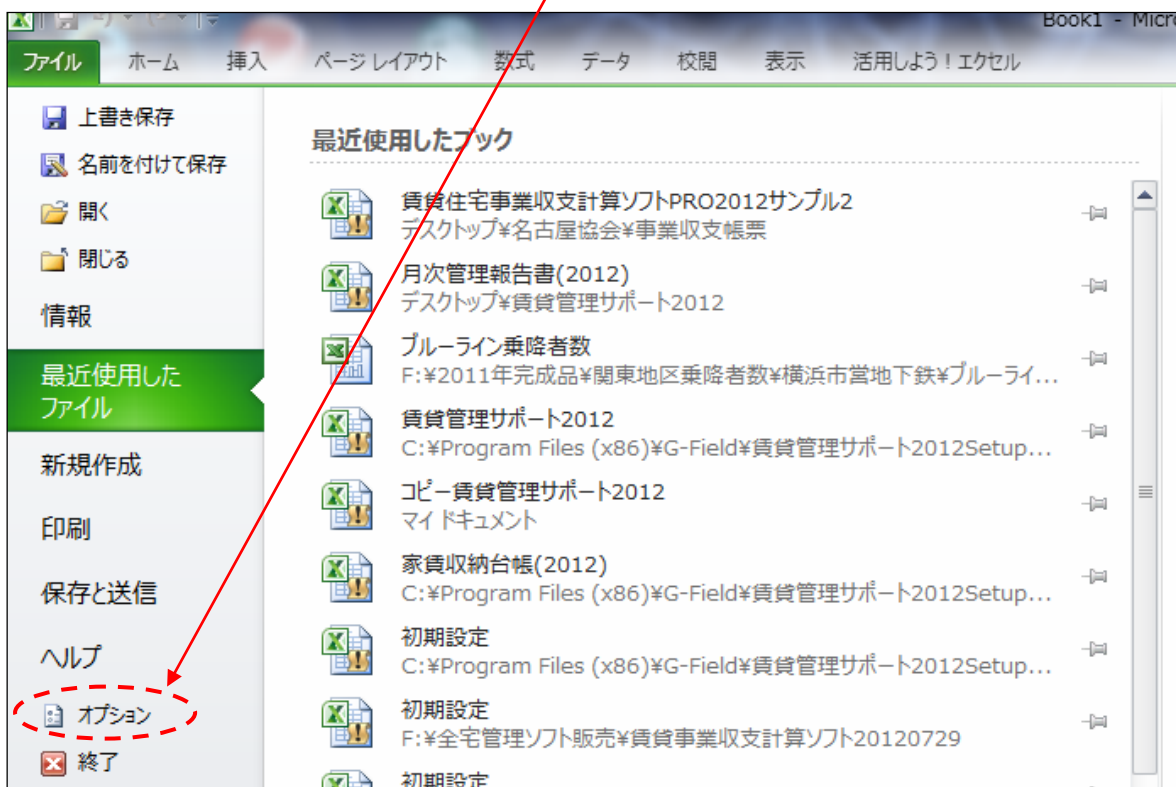 Book1 - Micro
ファイル ホーム 挿入 ページ レイアウト 数式 データ 校閲 表示 活用しよう！エクセル
上書き保存
名前を付けて保存
開く
閉じる
情報
最近使用した
ファイル
新規作成
印刷
保存と送信
ヘルプ
オプション
終了
最近使用したブック
賃貸住宅事業収支計算ソフトPRO2012サンプル2
デスクトップ¥名古屋協会¥事業収支帳票
月次管理報告書(2012)
デスクトップ¥賃貸管理サポート2012
ブルーライン乗降者数
F:¥2011年完成品¥関東地区乗降者数¥横浜市営地下鉄¥ブルーライ...
賃貸管理サポート2012
C:¥Program Files (x86)¥G-Field¥賃貸管理サポート2012Setup...
コピー賃貸管理サポート2012
マイ ドキュメント
家賃収納台帳(2012)
C:¥Program Files (x86)¥G-Field¥賃貸管理サポート2012Setup...
初期設定
C:¥Program Files (x86)¥G-Field¥賃貸管理サポート2012Setup...
初期設定
F:¥全宅管理ソフト販売¥賃貸事業収支計算ソフト20120729
初期設定